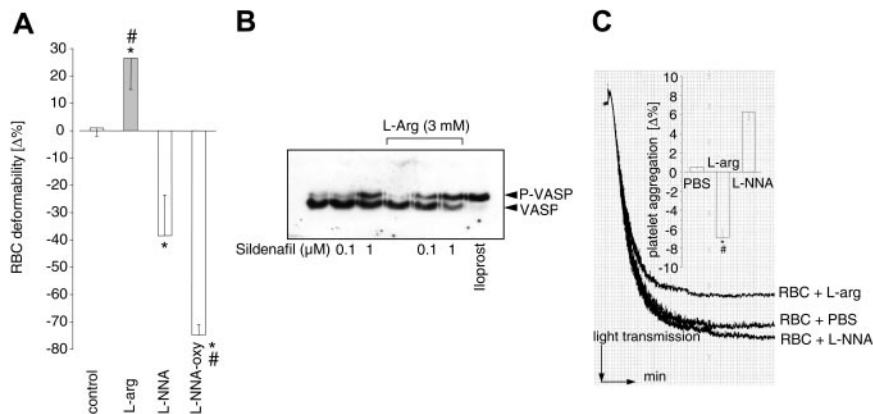 A
RBC deformability [Δ%]
30
20
10
0
-10
-20
-30
-40
-50
-60
-70
-80
#
*
*
*
#
control
L-arg
L-NNA
L-NNA-oxy
B
L-Arg (3 mM)
P-VASP
VASP
Sildenafil (µM) 0.1 1 0.1 1
Iloprost
C
platelet aggregation [Δ%]
10
8
6
4
2
0
-2
-4
-6
-8
-10
PBS
L-arg
L-NNA
*
#
RBC + L-arg
RBC + PBS
RBC + L-NNA
light transmission
min